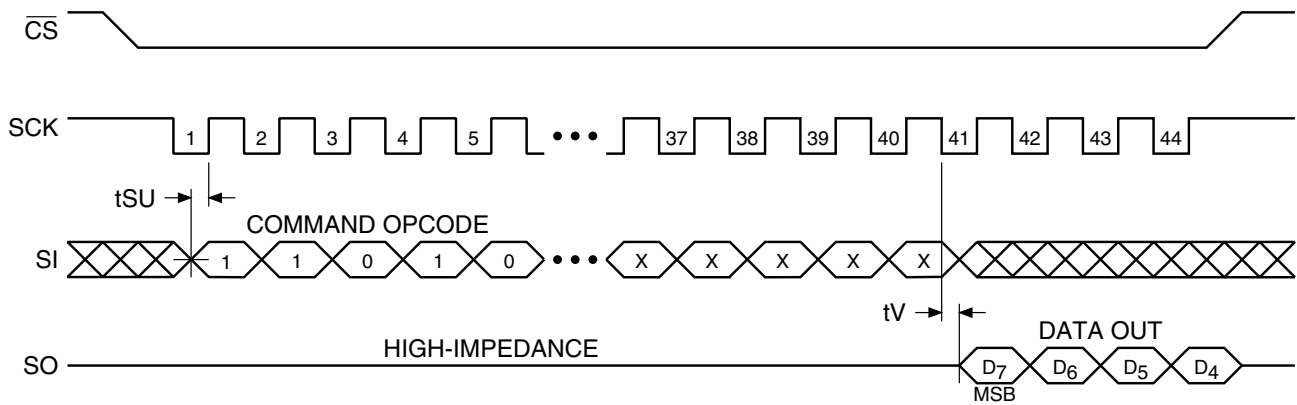 CS
SCK 1 2 3 4 5 ••• 37 38 39 40 41 42 43 44
tSU
COMMAND OPCODE
SI 1 1 0 1 0 ••• X X X X X
tV
HIGH-IMPEDANCE
DATA OUT
SO D7 D6 D5 D4
MSB